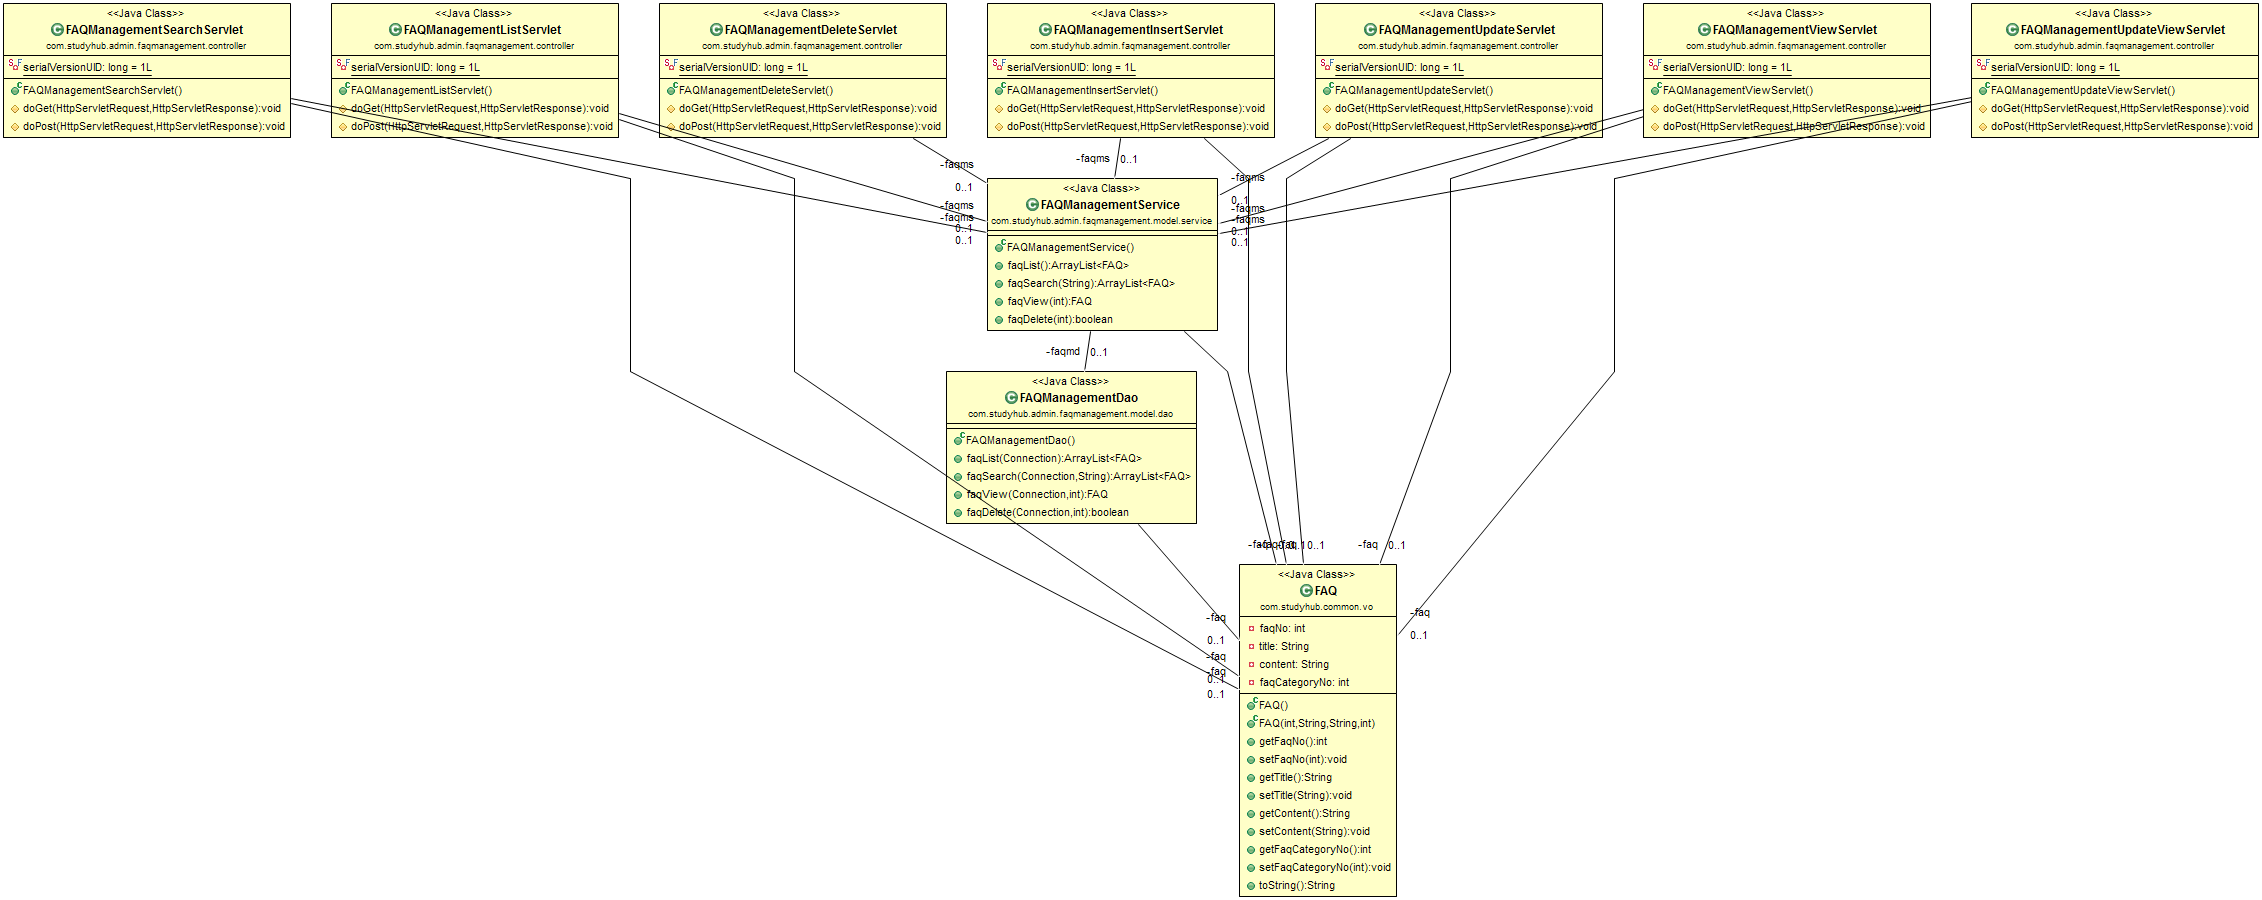 <<Java Class>>
FAQManagementSearchServlet
com.studyhub.admin.faqmanagement.controller
serialVersionUID: long = 1L
FAQManagementSearchServlet()
doGet(HttpServletRequest,HttpServletResponse):void
doPost(HttpServletRequest,HttpServletResponse):void
<<Java Class>>
FAQManagementListServlet
com.studyhub.admin.faqmanagement.controller
serialVersionUID: long = 1L
FAQManagementListServlet()
doGet(HttpServletRequest,HttpServletResponse):void
doPost(HttpServletRequest,HttpServletResponse):void
<<Java Class>>
FAQManagementDeleteServlet
com.studyhub.admin.faqmanagement.controller
serialVersionUID: long = 1L
FAQManagementDeleteServlet()
doGet(HttpServletRequest,HttpServletResponse):void
doPost(HttpServletRequest,HttpServletResponse):void
<<Java Class>>
FAQManagementInsertServlet
com.studyhub.admin.faqmanagement.controller
serialVersionUID: long = 1L
FAQManagementInsertServlet()
doGet(HttpServletRequest,HttpServletResponse):void
doPost(HttpServletRequest,HttpServletResponse):void
<<Java Class>>
FAQManagementUpdateServlet
com.studyhub.admin.faqmanagement.controller
serialVersionUID: long = 1L
FAQManagementUpdateServlet()
doGet(HttpServletRequest,HttpServletResponse):void
doPost(HttpServletRequest,HttpServletResponse):void
<<Java Class>>
FAQManagementViewServlet
com.studyhub.admin.faqmanagement.controller
serialVersionUID: long = 1L
FAQManagementViewServlet()
doGet(HttpServletRequest,HttpServletResponse):void
doPost(HttpServletRequest,HttpServletResponse):void
<<Java Class>>
FAQManagementUpdateViewServlet
com.studyhub.admin.faqmanagement.controller
serialVersionUID: long = 1L
FAQManagementUpdateViewServlet()
doGet(HttpServletRequest,HttpServletResponse):void
doPost(HttpServletRequest,HttpServletResponse):void
-faqms
0..1
-faqms
0..1
-faqms
-faqms
0..1
0..1
-faqms
0..1
-faqms
-faqms
0..1
0..1
<<Java Class>>
FAQManagementService
com.studyhub.admin.faqmanagement.model.service
FAQManagementService()
faqList():ArrayList<FAQ>
faqSearch(String):ArrayList<FAQ>
faqView(int):FAQ
faqDelete(int):boolean
-faqmd
0..1
<<Java Class>>
FAQManagementDao
com.studyhub.admin.faqmanagement.model.dao
FAQManagementDao()
faqList(Connection):ArrayList<FAQ>
faqSearch(Connection,String):ArrayList<FAQ>
faqView(Connection,int):FAQ
faqDelete(Connection,int):boolean
-faq
0..1
-faq
0..1
-faq
0..1
-faq
0..1
-faq
-faq
0..1
0..1
-faq
0..1
<<Java Class>>
FAQ
com.studyhub.common.vo
faqNo: int
title: String
content: String
faqCategoryNo: int
FAQ()
FAQ(int,String,String,int)
getFaqNo():int
setFaqNo(int):void
getTitle():String
setTitle(String):void
getContent():String
setContent(String):void
getFaqCategoryNo():int
setFaqCategoryNo(int):void
toString():String